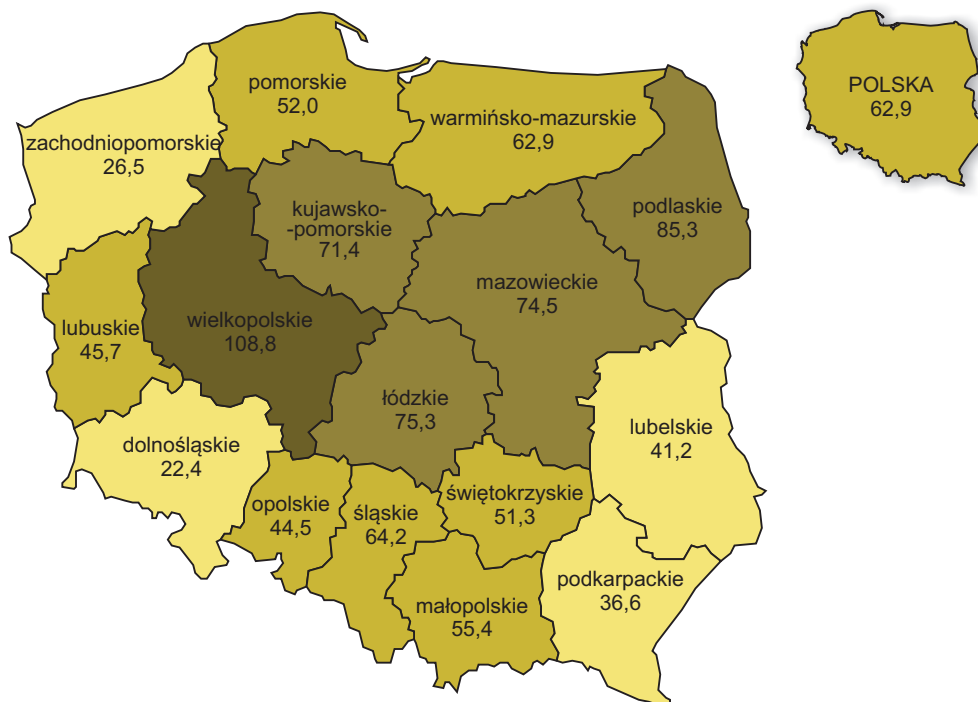 pomorskie
52,0
POLSKA
62,9
warmińsko-mazurskie
62,9
zachodniopomorskie
26,5
kujawsko-
-pomorskie
71,4
podlaskie
85,3
mazowieckie
74,5
wielkopolskie
108,8
lubuskie
45,7
łódzkie
75,3
dolnośląskie
22,4
lubelskie
41,2
opolskie
44,5
śląskie
64,2
świętokrzyskie
51,3
podkarpackie
36,6
małopolskie
55,4